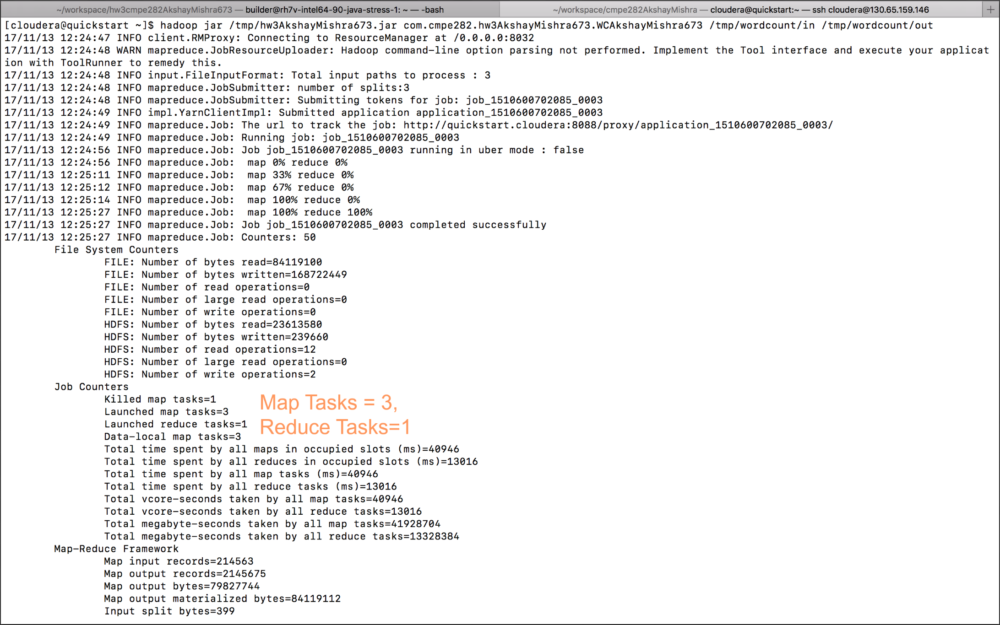 ~/workspace/hw3cmpe282AkshayMishra673 — builder@rh7v-intel64-90-java-stress-1: ~ — -bash
~/workspace/cmpe282AkshayMishra — cloudera@quickstart:~ — ssh cloudera@130.65.159.146
+
[cloudera@quickstart ~]$ hadoop jar /tmp/hw3AkshayMishra673.jar com.cmpe282.hw3AkshayMishra673.WCAkshayMishra673 /tmp/wordcount/in /tmp/wordcount/out
17/11/13 12:24:47 INFO client.RMProxy: Connecting to ResourceManager at /0.0.0.0:8032
17/11/13 12:24:48 WARN mapreduce.JobResourceUploader: Hadoop command-line option parsing not performed. Implement the Tool interface and execute your applicat
ion with ToolRunner to remedy this.
17/11/13 12:24:48 INFO input.FileInputFormat: Total input paths to process : 3
17/11/13 12:24:48 INFO mapreduce.JobSubmitter: number of splits:3
17/11/13 12:24:48 INFO mapreduce.JobSubmitter: Submitting tokens for job: job_1510600702085_0003
17/11/13 12:24:49 INFO impl.YarnClientImpl: Submitted application application_1510600702085_0003
17/11/13 12:24:49 INFO mapreduce.Job: The url to track the job: http://quickstart.cloudera:8088/proxy/application_1510600702085_0003/
17/11/13 12:24:49 INFO mapreduce.Job: Running job: job_1510600702085_0003
17/11/13 12:24:56 INFO mapreduce.Job: Job job_1510600702085_0003 running in uber mode : false
17/11/13 12:24:56 INFO mapreduce.Job:  map 0% reduce 0%
17/11/13 12:25:11 INFO mapreduce.Job:  map 33% reduce 0%
17/11/13 12:25:12 INFO mapreduce.Job:  map 67% reduce 0%
17/11/13 12:25:14 INFO mapreduce.Job:  map 100% reduce 0%
17/11/13 12:25:27 INFO mapreduce.Job:  map 100% reduce 100%
17/11/13 12:25:27 INFO mapreduce.Job: Job job_1510600702085_0003 completed successfully
17/11/13 12:25:27 INFO mapreduce.Job: Counters: 50
File System Counters
FILE: Number of bytes read=84119100
FILE: Number of bytes written=168722449
FILE: Number of read operations=0
FILE: Number of large read operations=0
FILE: Number of write operations=0
HDFS: Number of bytes read=23613580
HDFS: Number of bytes written=239660
HDFS: Number of read operations=12
HDFS: Number of large read operations=0
HDFS: Number of write operations=2
Job Counters
Killed map tasks=1
Launched map tasks=3
Launched reduce tasks=1
Data-local map tasks=3
Map Tasks = 3,
Reduce Tasks=1
Total time spent by all maps in occupied slots (ms)=40946
Total time spent by all reduces in occupied slots (ms)=13016
Total time spent by all map tasks (ms)=40946
Total time spent by all reduce tasks (ms)=13016
Total vcore-seconds taken by all map tasks=40946
Total vcore-seconds taken by all reduce tasks=13016
Total megabyte-seconds taken by all map tasks=41928704
Total megabyte-seconds taken by all reduce tasks=13328384
Map-Reduce Framework
Map input records=214563
Map output records=2145675
Map output bytes=79827744
Map output materialized bytes=84119112
Input split bytes=399